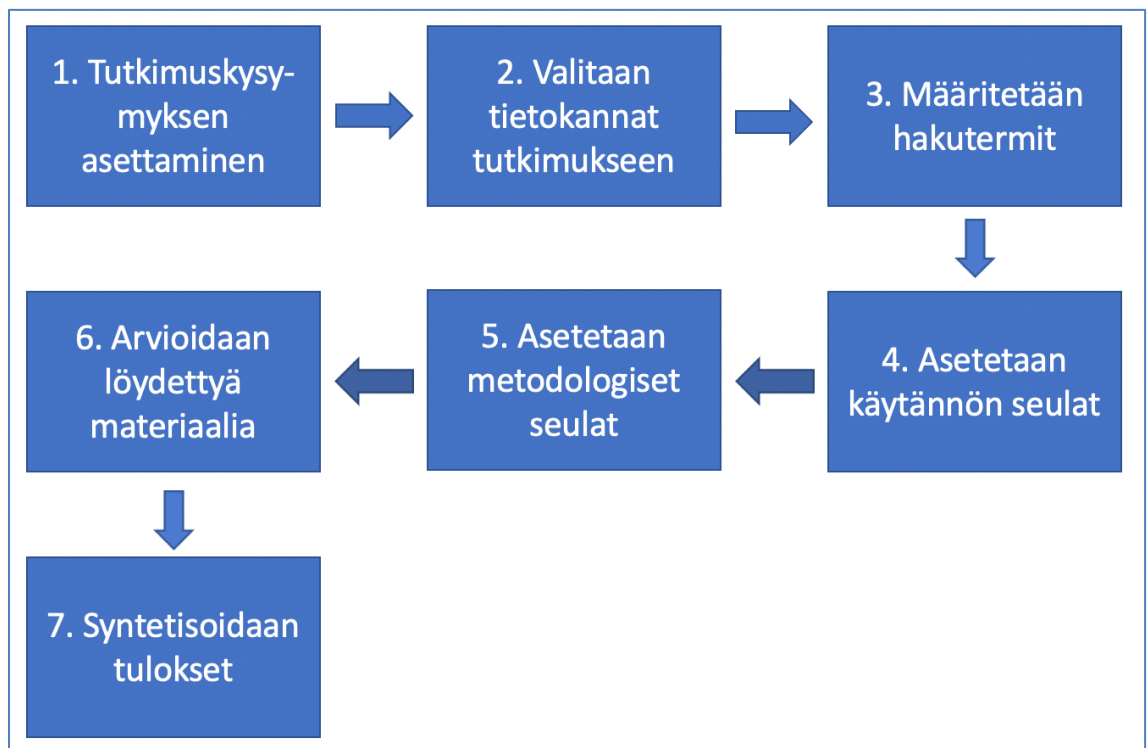 1. Tutkimuskysy-
myksen
asettaminen
2. Valitaan
tietokannat
tutkimukseen
3. Määritetään
hakutermit
4. Asetetaan
käytännön seulat
5. Asetetaan
metodologiset
seulat
6. Arvioidaan
löydettyä
materiaalia
7. Syntetisoidaan
tulokset